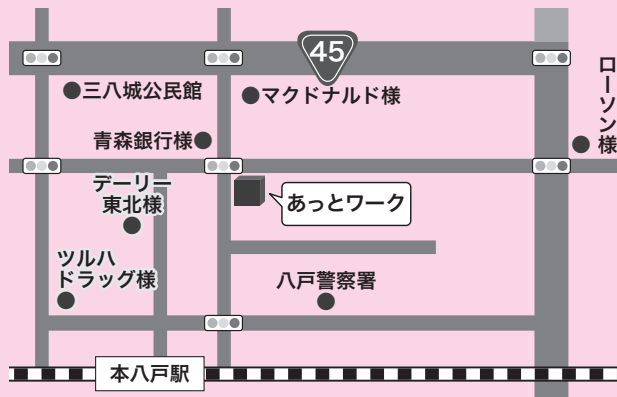 45
三八城公民館
マクドナルド様
ローソン様
青森銀行様
デーリー
東北様
あっとワーク
ツルハ
ドラッグ様
八戸警察署
本八戸駅